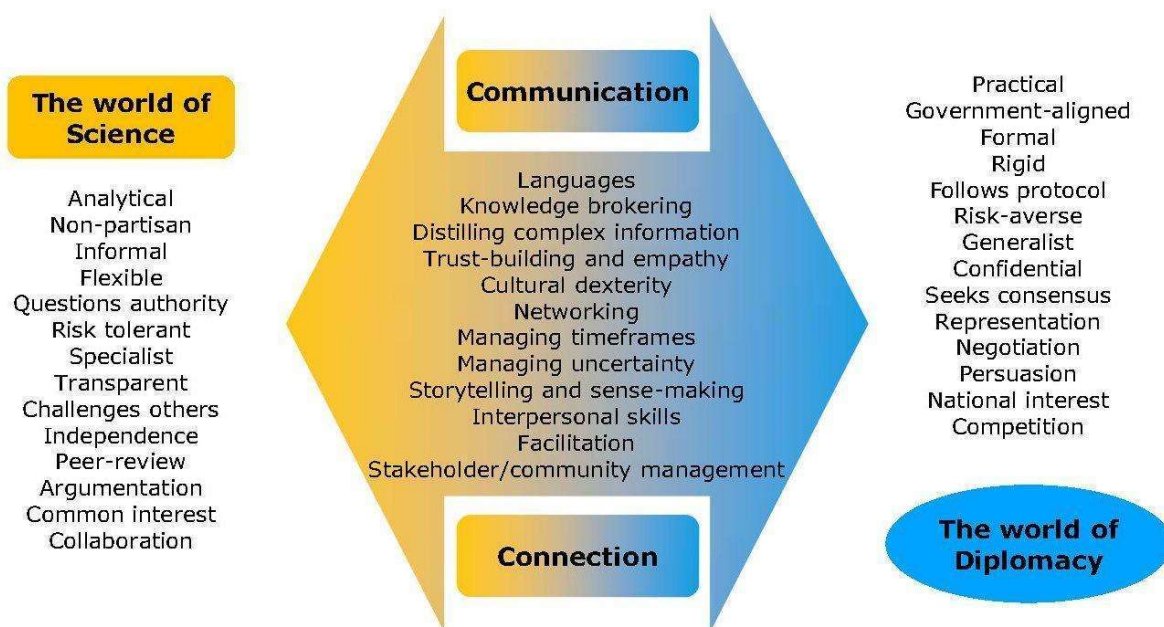 The world of
Science
Analytical
Non-partisan
Informal
Flexible
Questions authority
Risk tolerant
Specialist
Transparent
Challenges others
Independence
Peer-review
Argumentation
Common interest
Collaboration
Communication
Languages
Knowledge brokering
Distilling complex information
Trust-building and empathy
Cultural dexterity
Networking
Managing timeframes
Managing uncertainty
Storytelling and sense-making
Interpersonal skills
Facilitation
Stakeholder/community management
Connection
Practical
Government-aligned
Formal
Rigid
Follows protocol
Risk-averse
Generalist
Confidential
Seeks consensus
Representation
Negotiation
Persuasion
National interest
Competition
The world of
Diplomacy